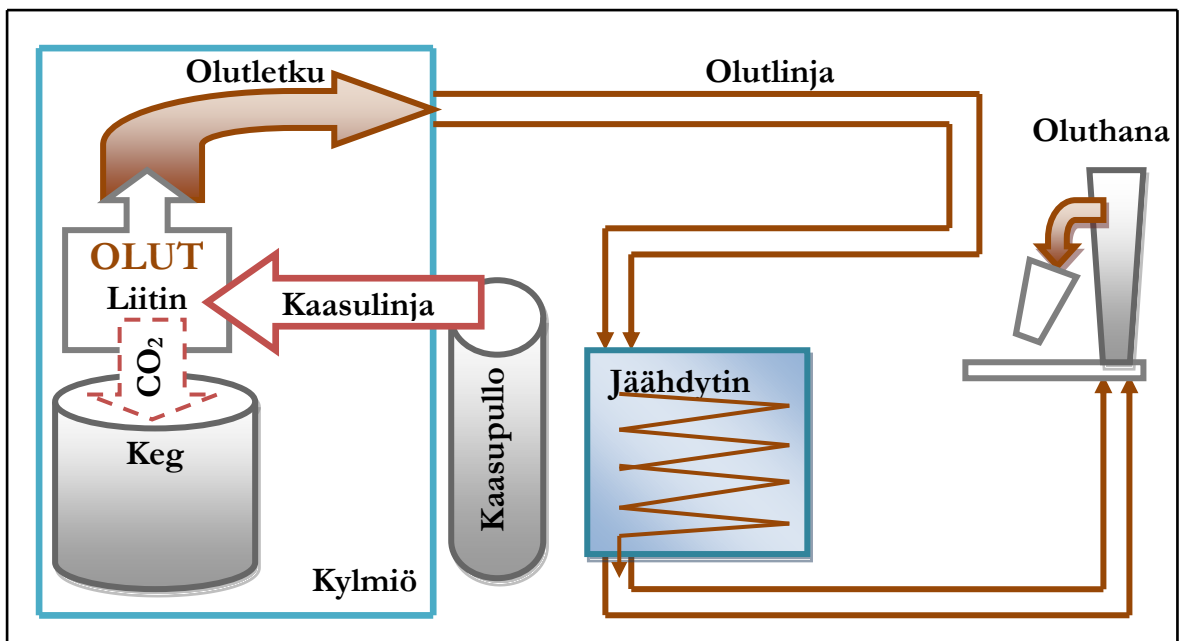 Olutletku
Olutlinja
Oluthana
OLUT
Liitin
Kaasulinja
CO₂
Jäähdytin
Keg
Kaasupullo
Kylmiö